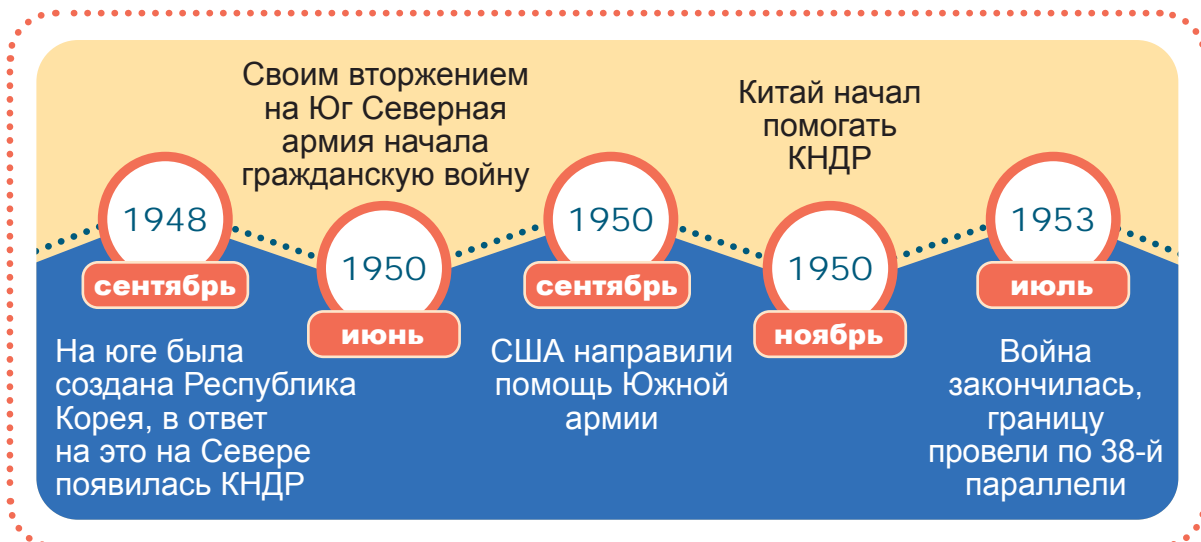 1948
сентябрь
На юге была
создана Республика
Корея, в ответ
на это на Севере
появилась КНДР
Своим вторжением
на Юг Северная
армия начала
гражданскую войну
1950
июнь
1950
сентябрь
США направили
помощь Южной
армии
Китай начал
помогать
КНДР
1950
ноябрь
1953
июль
Война
закончилась,
границу
провели по 38-й
параллели